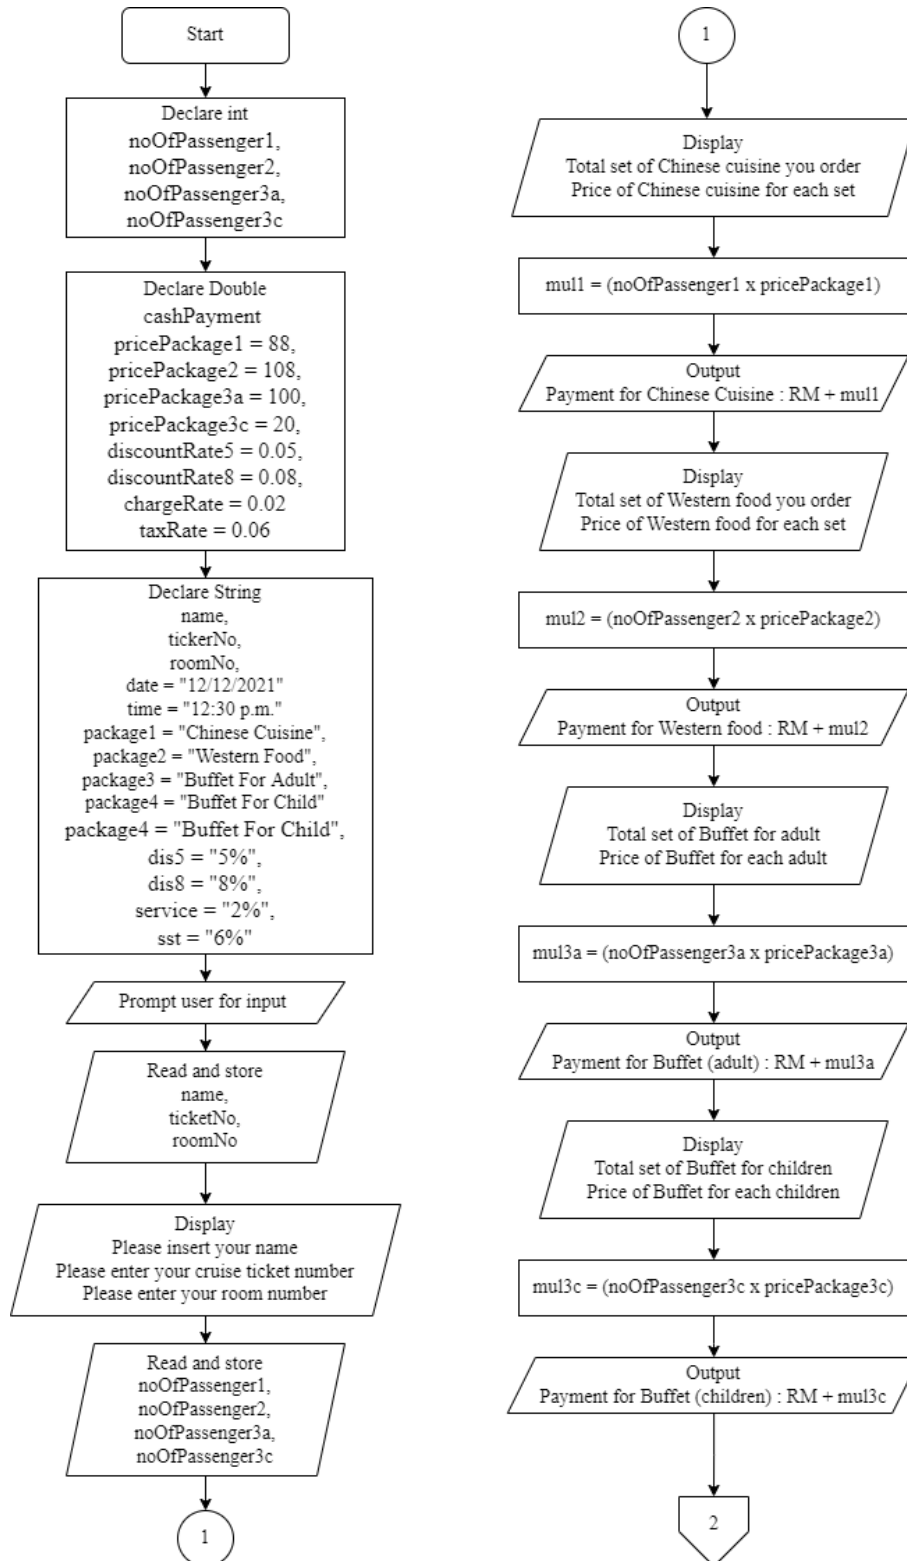 Start
Declare int
noOfPassenger1,
noOfPassenger2,
noOfPassenger3a,
noOfPassenger3c
Declare Double
cashPayment
pricePackage1 = 88,
pricePackage2 = 108,
pricePackage3a = 100,
pricePackage3c = 20,
discountRate5 = 0.05,
discountRate8 = 0.08,
chargeRate = 0.02
taxRate = 0.06
Declare String
name,
tickerNo,
roomNo,
date = "12/12/2021"
time = "12:30 p.m."
package1 = "Chinese Cuisine",
package2 = "Western Food",
package3 = "Buffet For Adult",
package4 = "Buffet For Child"
package4 = "Buffet For Child",
dis5 = "5%",
dis8 = "8%",
service = "2%",
sst = "6%"
Prompt user for input
Read and store
name,
ticketNo,
roomNo
Display
Please insert your name
Please enter your cruise ticket number
Please enter your room number
Read and store
noOfPassenger1,
noOfPassenger2,
noOfPassenger3a,
noOfPassenger3c
1
1
Display
Total set of Chinese cuisine you order
Price of Chinese cuisine for each set
mul1 = (noOfPassenger1 x pricePackage1)
Output
Payment for Chinese Cuisine : RM + mul1
Display
Total set of Western food you order
Price of Western food for each set
mul2 = (noOfPassenger2 x pricePackage2)
Output
Payment for Western food : RM + mul2
Display
Total set of Buffet for adult
Price of Buffet for each adult
mul3a = (noOfPassenger3a x pricePackage3a)
Output
Payment for Buffet (adult) : RM + mul3a
Display
Total set of Buffet for children
Price of Buffet for each children
mul3c = (noOfPassenger3c x pricePackage3c)
Output
Payment for Buffet (children) : RM + mul3c
2